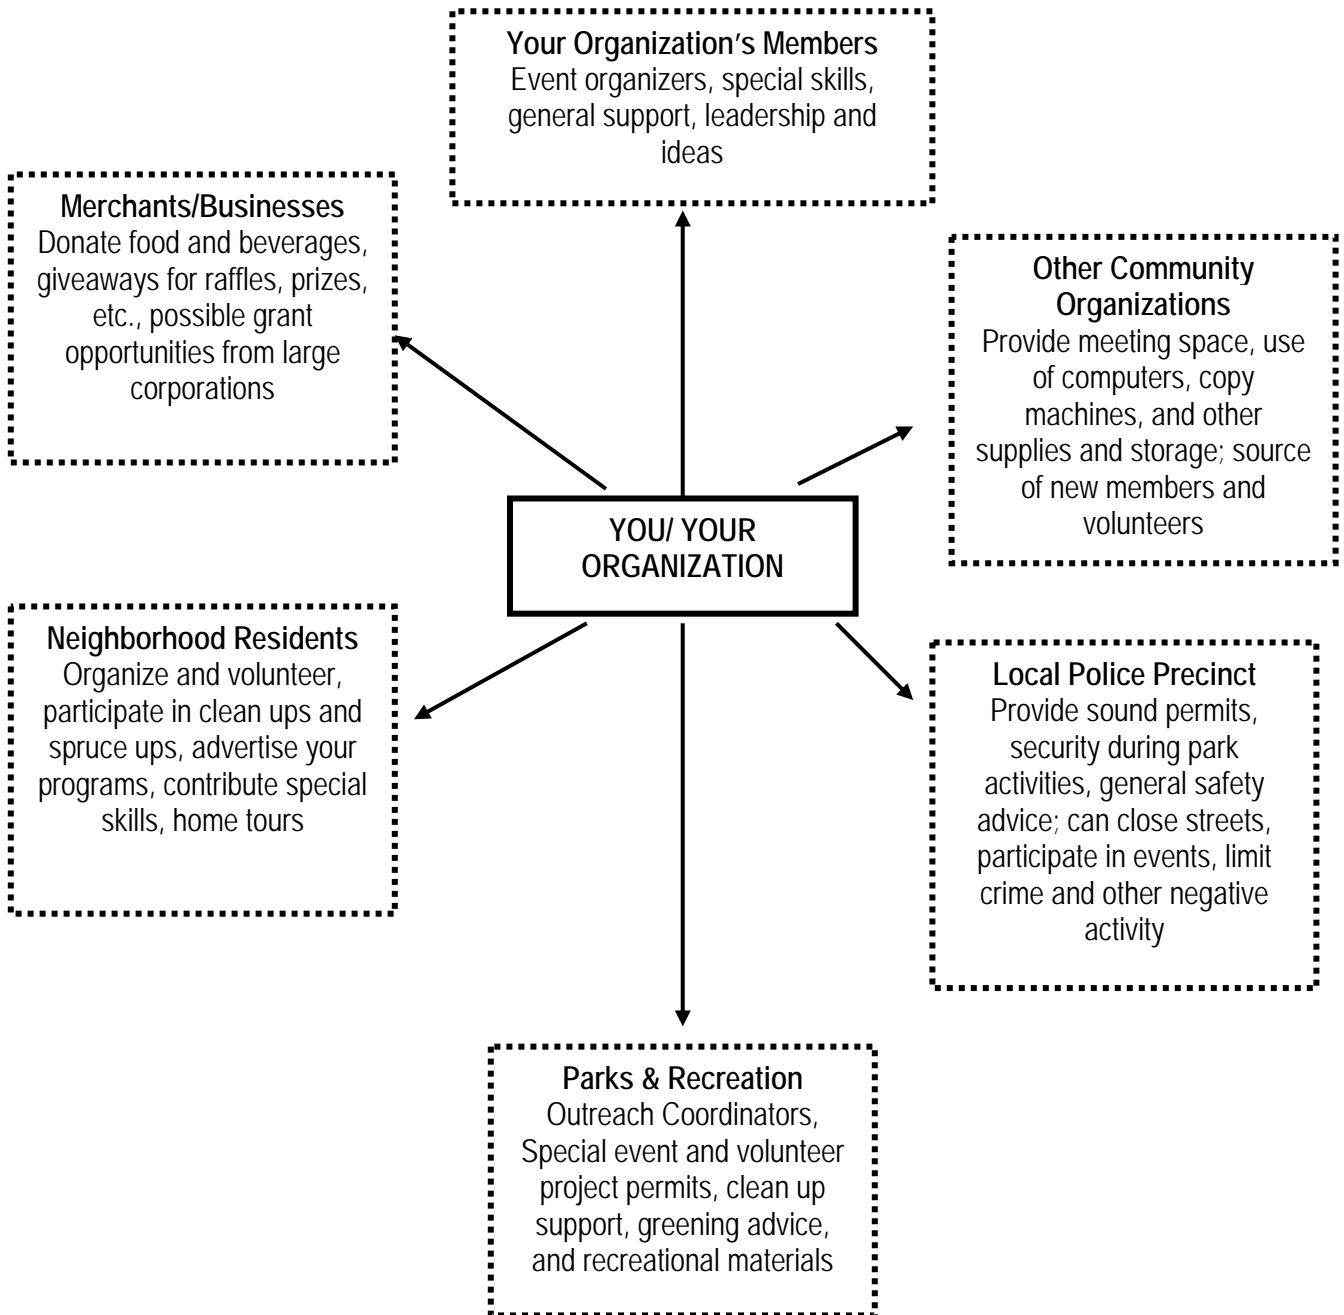 Your Organization's Members
Event organizers, special skills,
general support, leadership and
ideas
Merchants/Businesses
Donate food and beverages,
giveaways for raffles, prizes,
etc., possible grant
opportunities from large
corporations
Other Community
Organizations
Provide meeting space, use
of computers, copy
machines, and other
supplies and storage; source
of new members and
volunteers
YOU/ YOUR
ORGANIZATION
Neighborhood Residents
Organize and volunteer,
participate in clean ups and
spruce ups, advertise your
programs, contribute special
skills, home tours
Local Police Precinct
Provide sound permits,
security during park
activities, general safety
advice; can close streets,
participate in events, limit
crime and other negative
activity
Parks & Recreation
Outreach Coordinators,
Special event and volunteer
project permits, clean up
support, greening advice,
and recreational materials